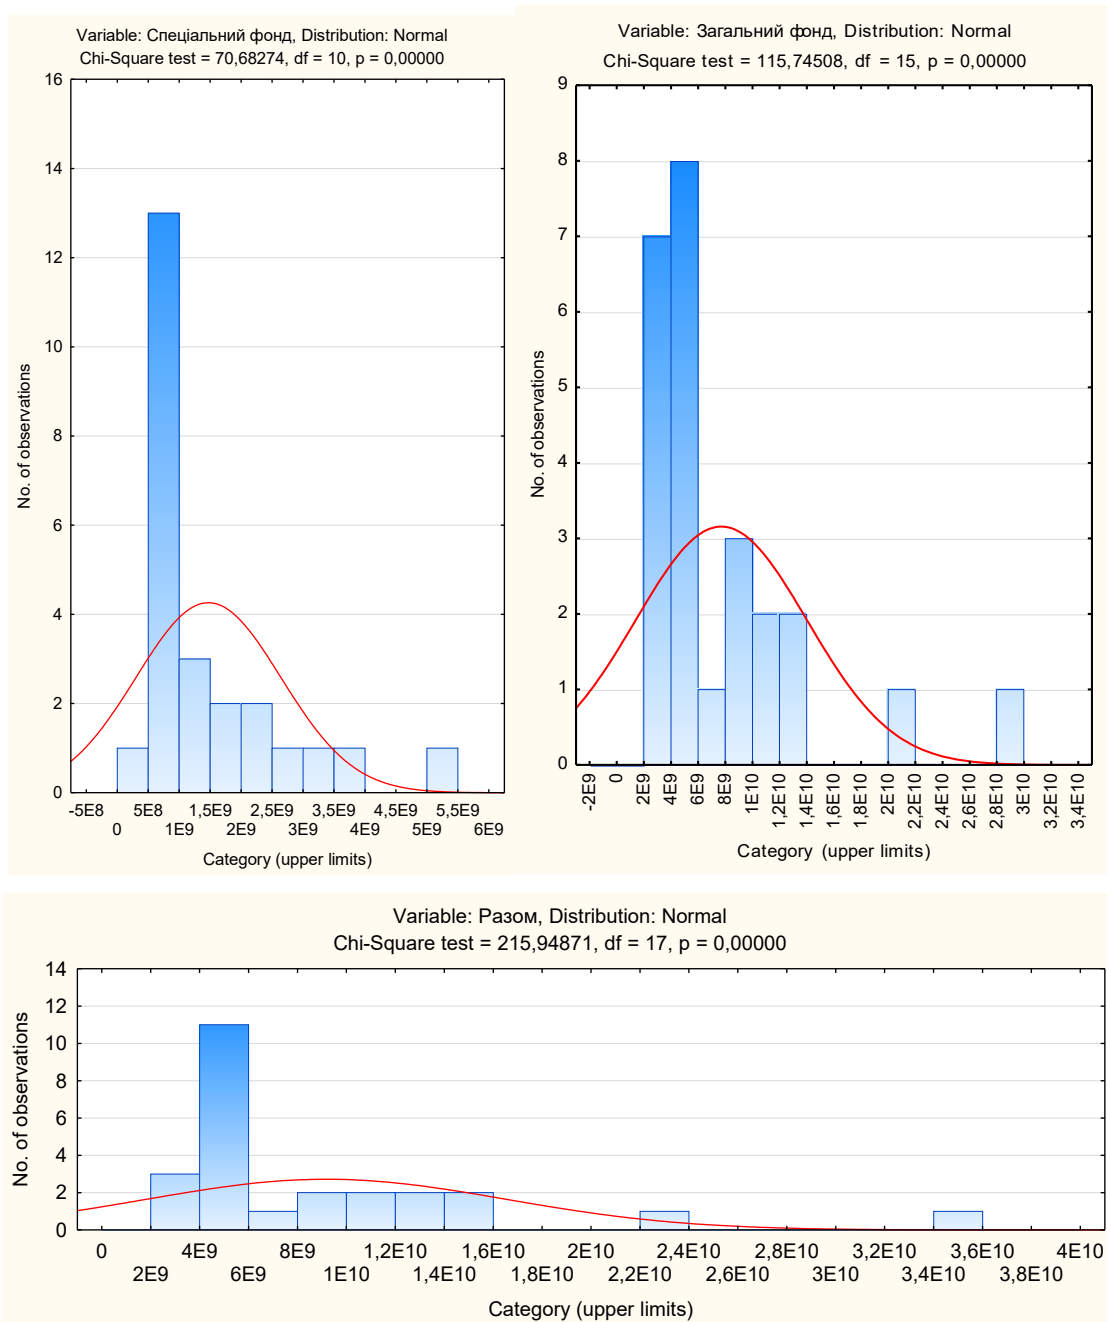 Variable: Спеціальний фонд, Distribution: Normal
Chi-Square test = 70,68274, df = 10, p = 0,00000
16
14
12
10
8
6
4
2
0
No. of observations
-5E8 5E8 1,5E9 2,5E9 3,5E9 4,5E9 5,5E9
0 1E9 2E9 3E9 4E9 5E9 6E9
Category (upper limits)
Variable: Загальний фонд, Distribution: Normal
Chi-Square test = 115,74508, df = 15, p = 0,00000
9
8
7
6
5
4
3
2
1
0
No. of observations
-2E9 0 2E9 4E9 6E9 8E9 1E10 1,2E10 1,4E10 1,6E10 1,8E10 2E10 2,2E10 2,4E10 2,6E10 2,8E10 3E10 3,2E10 3,4E10
Category (upper limits)
Variable: Разом, Distribution: Normal
Chi-Square test = 215,94871, df = 17, p = 0,00000
14
12
10
8
6
4
2
0
No. of observations
0 4E9 8E9 1,2E10 1,6E10 2E10 2,4E10 2,8E10 3,2E10 3,6E10 4E10
2E9 6E9 1E10 1,4E10 1,8E10 2,2E10 2,6E10 3E10 3,4E10 3,8E10
Category (upper limits)